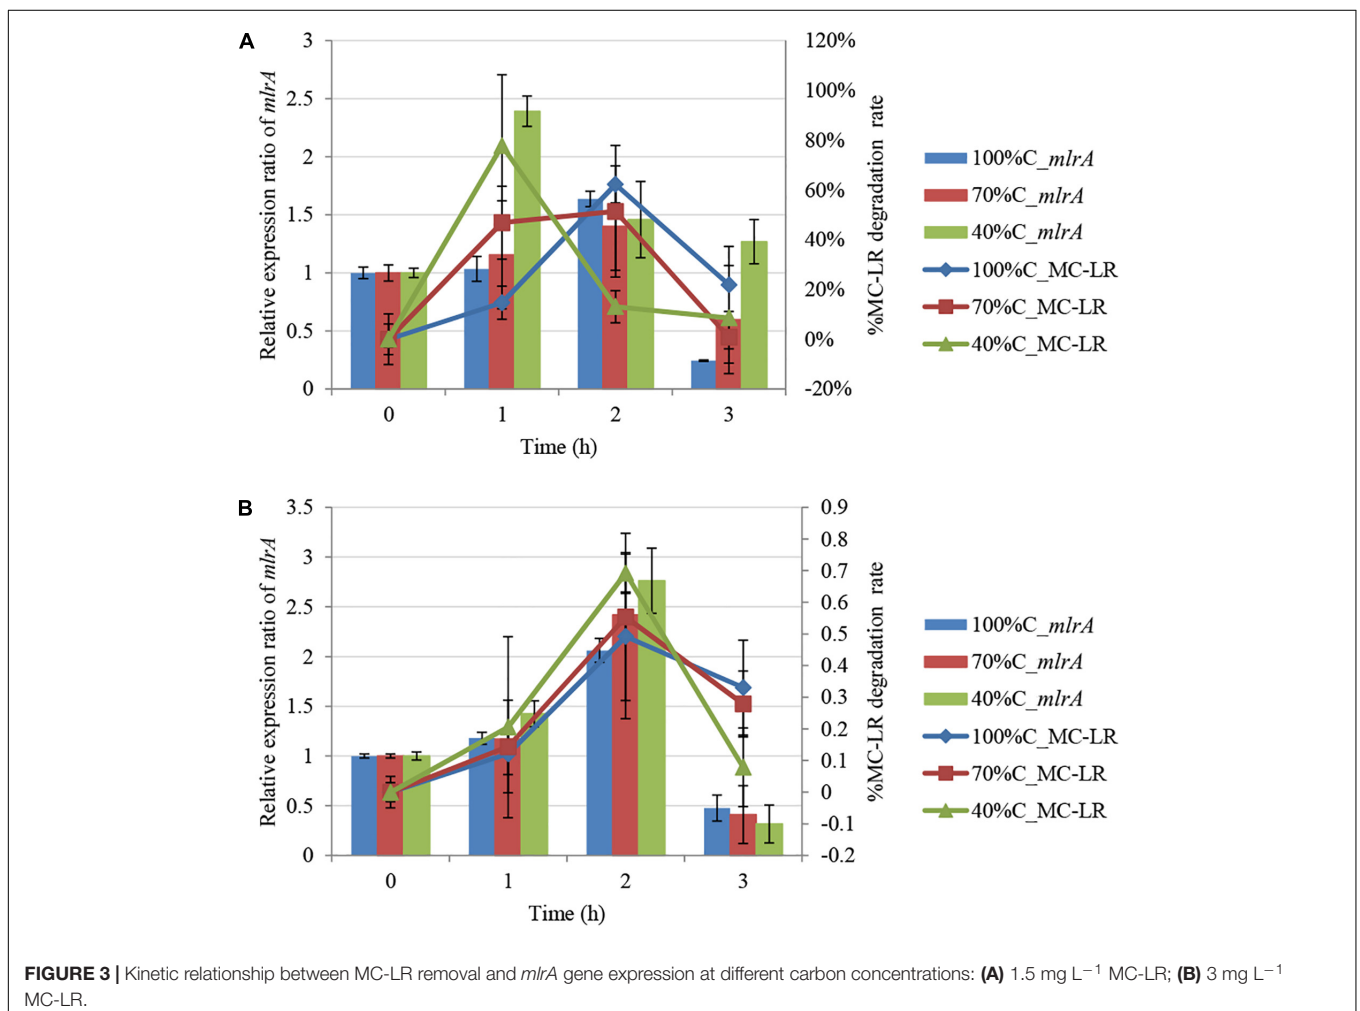 A
Relative expression ratio of mlrA
3
2.5
2
1.5
1
0.5
0
120%
100%
80%
60%
40%
20%
0%
-20%
%MC-LR degradation rate
0 1 2 3
Time (h)
100%C_mlrA
70%C_mlrA
40%C_mlrA
100%C_MC-LR
70%C_MC-LR
40%C_MC-LR
B
Relative expression ratio of mlrA
3.5
3
2.5
2
1.5
1
0.5
0
0.9
0.8
0.7
0.6
0.5
0.4
0.3
0.2
0.1
0
-0.1
-0.2
%MC-LR degradation rate
0 1 2 3
Time (h)
100%C_mlrA
70%C_mlrA
40%C_mlrA
100%C_MC-LR
70%C_MC-LR
40%C_MC-LR
FIGURE 3 | Kinetic relationship between MC-LR removal and mlrA gene expression at different carbon concentrations: (A) 1.5 mg L−1 MC-LR; (B) 3 mg L−1
MC-LR.